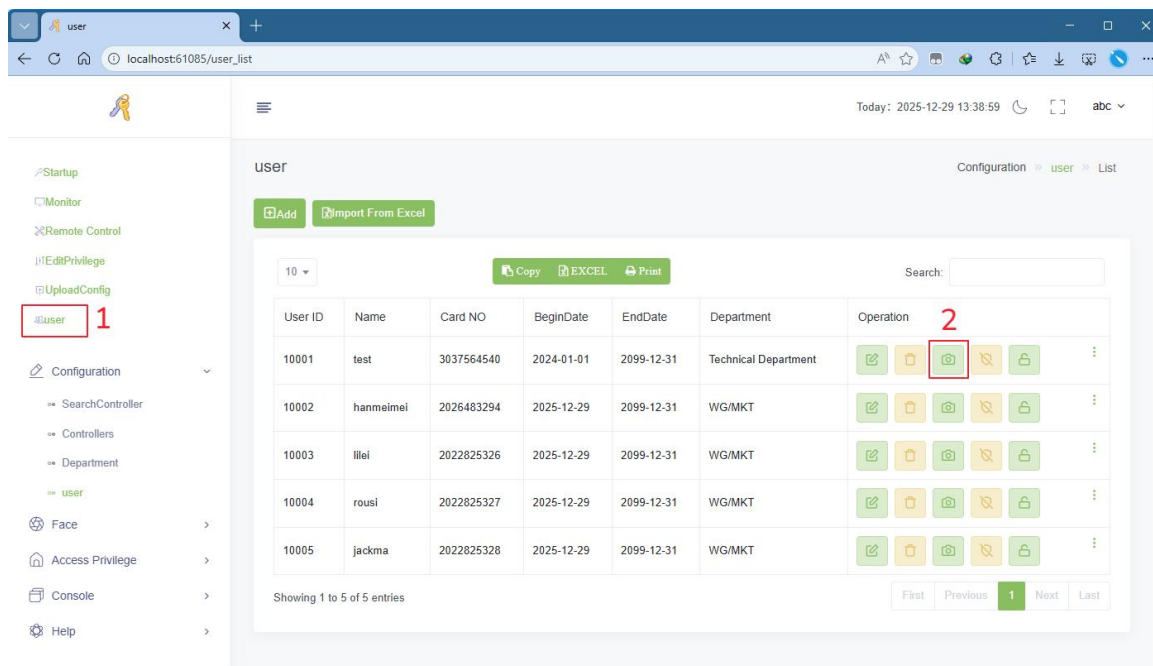 user
localhost:61085/user_list
Today: 2025-12-29 13:38:59 abc
Startup
Monitor
Remote Control
EditPrivilege
UploadConfig
user 1
Configuration
SearchController
Controllers
Department
user
Face
Access Privilege
Console
Help
user
Configuration » user » List
Add Import From Excel
10 Copy EXCEL Print Search:
User ID Name Card NO BeginDate EndDate Department Operation 2
10001 test 3037564540 2024-01-01 2099-12-31 Technical Department
10002 hanmeimei 2026483294 2025-12-29 2099-12-31 WG/MKT
10003 lilei 2022825326 2025-12-29 2099-12-31 WG/MKT
10004 rousi 2022825327 2025-12-29 2099-12-31 WG/MKT
10005 jackma 2022825328 2025-12-29 2099-12-31 WG/MKT
Showing 1 to 5 of 5 entries First Previous 1 Next Last